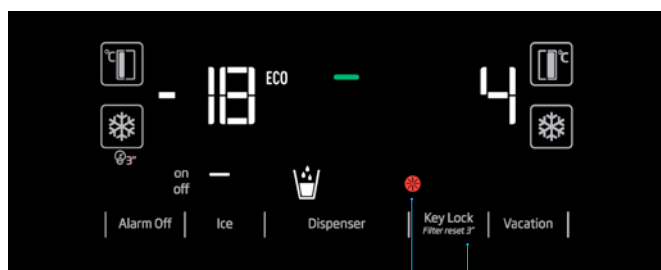 °C
°C
- 18 ECO
4
3"
on
off
Alarm Off
Ice
Dispenser
Key Lock
Filter reset 3"
Vacation